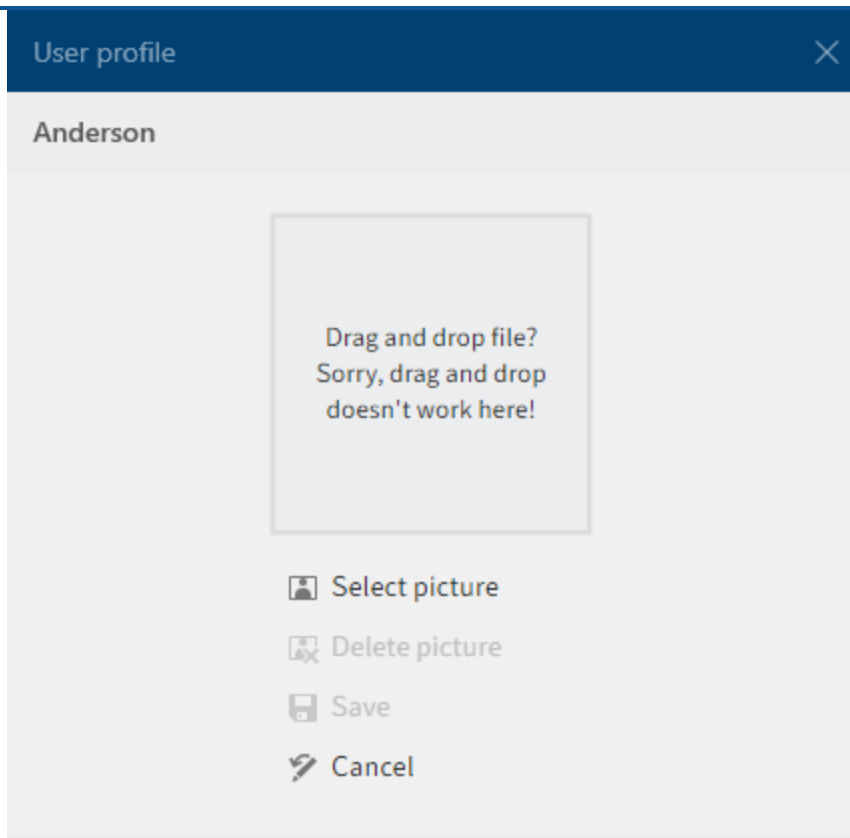 User profile
Anderson
Drag and drop file?
Sorry, drag and drop
doesn't work here!
Select picture
Delete picture
Save
Cancel